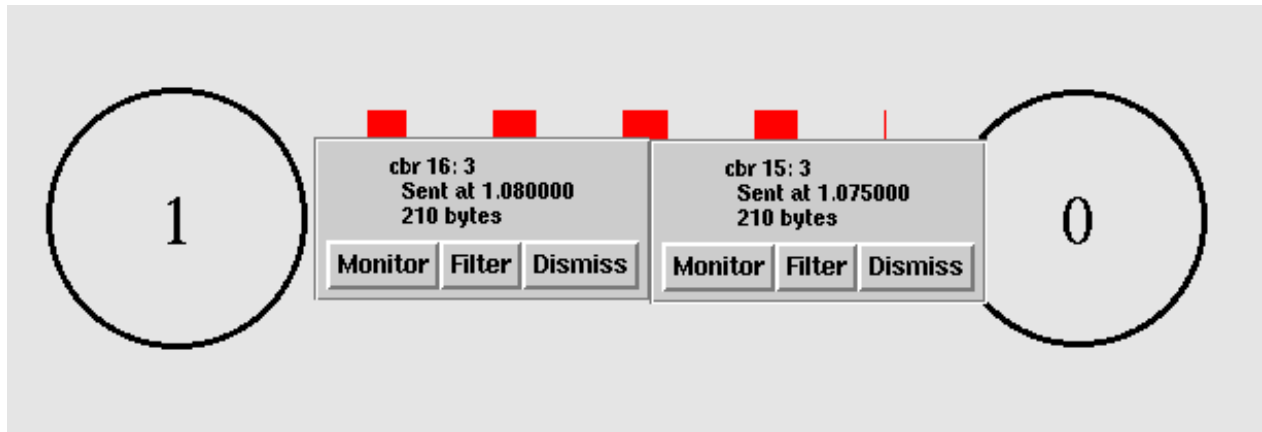 1
cbr 16: 3
Sent at 1.080000
210 bytes
Monitor Filter Dismiss
cbr 15: 3
Sent at 1.075000
210 bytes
Monitor Filter Dismiss
0